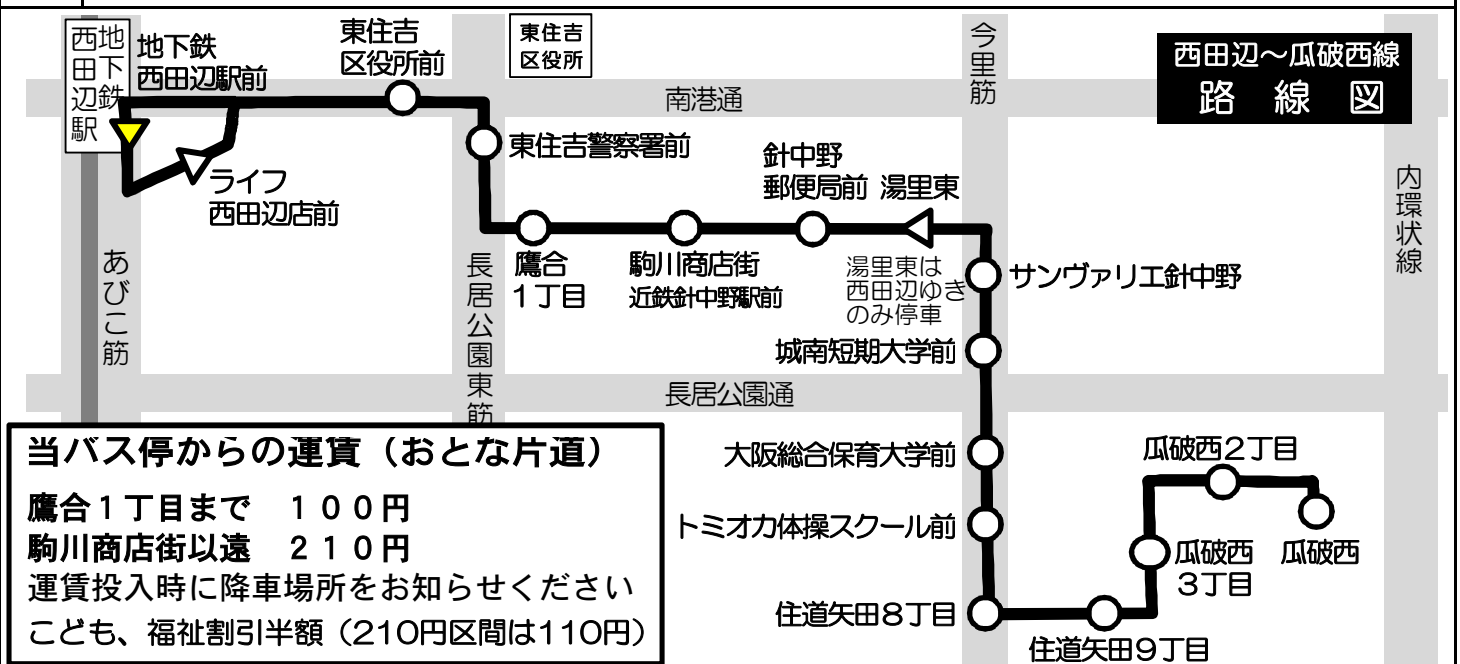 地下鉄
西田辺駅
地下鉄
西田辺駅前
東住吉
区役所前
東住吉
区役所
今里筋
西田辺～瓜破西線
路線図
南港通
東住吉警察署前
針中野
郵便局前
湯里東
ライフ
西田辺店前
内環状線
あびこ筋
長居公園東筋
鷹合
1丁目
駒川商店街
近鉄針中野駅前
湯里東は
西田辺ゆき
のみ停車
サンヴァリエ針中野
城南短期大学前
長居公園通
当バス停からの運賃（おとな片道）
鷹合１丁目まで　１００円
駒川商店街以遠　２１０円
運賃投入時に降車場所をお知らせください
こども、福祉割引半額（210円区間は110円）
大阪総合保育大学前
トミオカ体操スクール前
住道矢田8丁目
住道矢田9丁目
瓜破西2丁目
瓜破西
3丁目
瓜破西